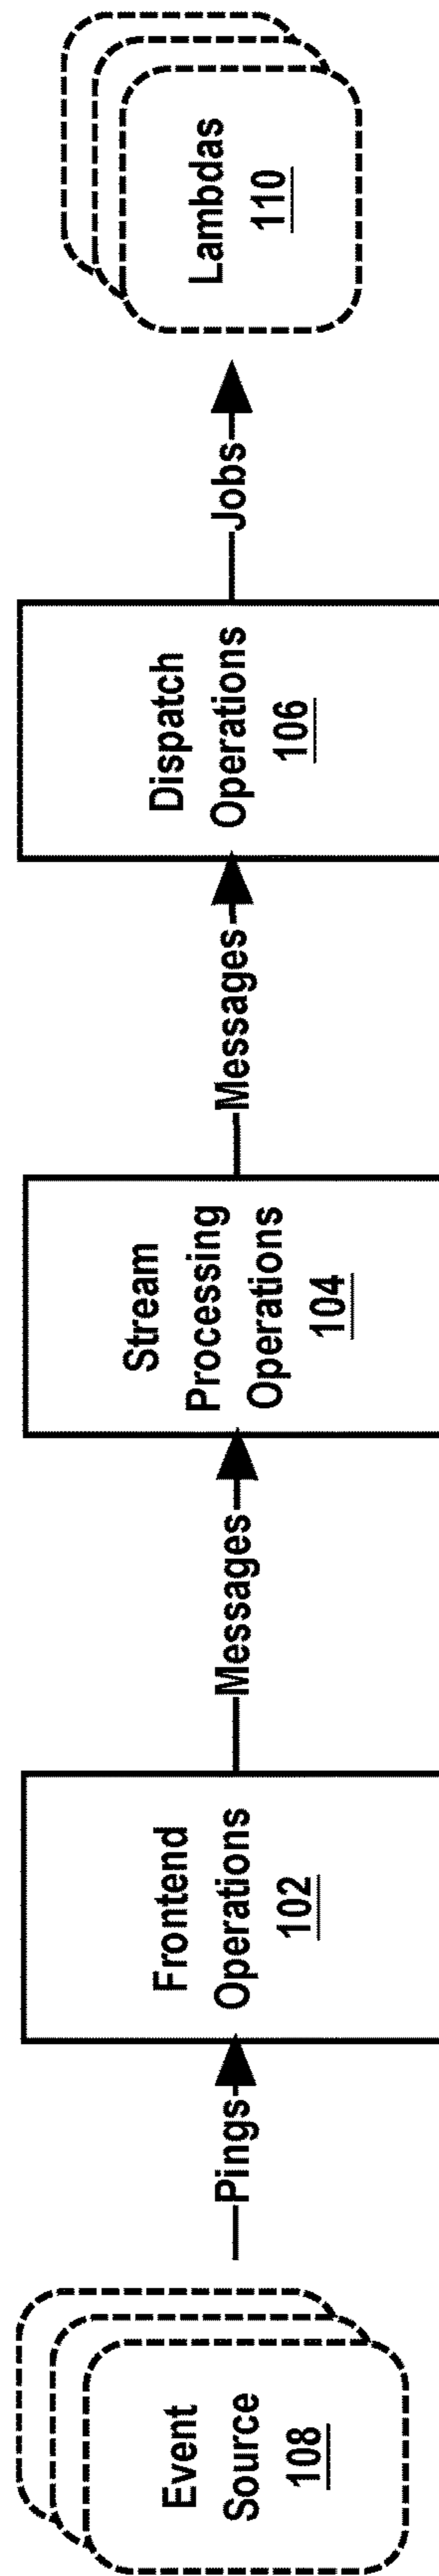 Event
Source
108
Pings
Frontend
Operations
102
Messages
Stream
Processing
Operations
104
Messages
Dispatch
Operations
106
Jobs
Lambdas
110